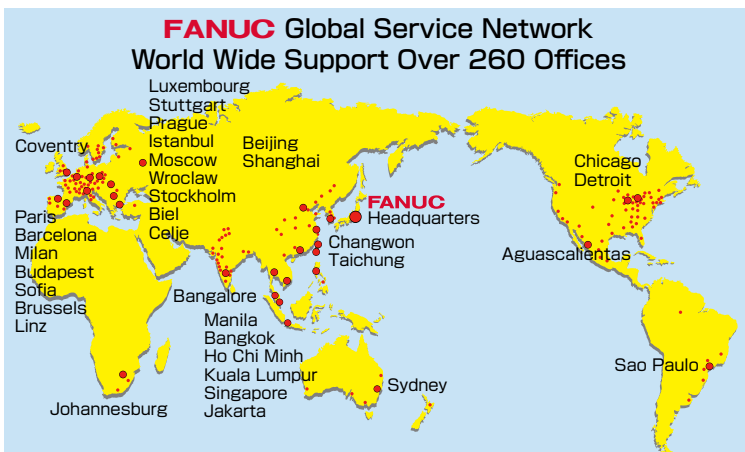 FANUC Global Service Network
World Wide Support Over 260 Offices
Luxembourg
Stuttgart
Prague
Istanbul
Moscow
Wroclaw
Stockholm
Biel
Celje
Coventry
Paris
Barcelona
Milan
Budapest
Sofia
Brussels
Linz
Beijing
Shanghai
FANUC
Headquarters
Changwon
Taichung
Bangalore
Manila
Bangkok
Ho Chi Minh
Kuala Lumpur
Singapore
Jakarta
Johannesburg
Sydney
Chicago
Detroit
Aguascalientas
Sao Paulo